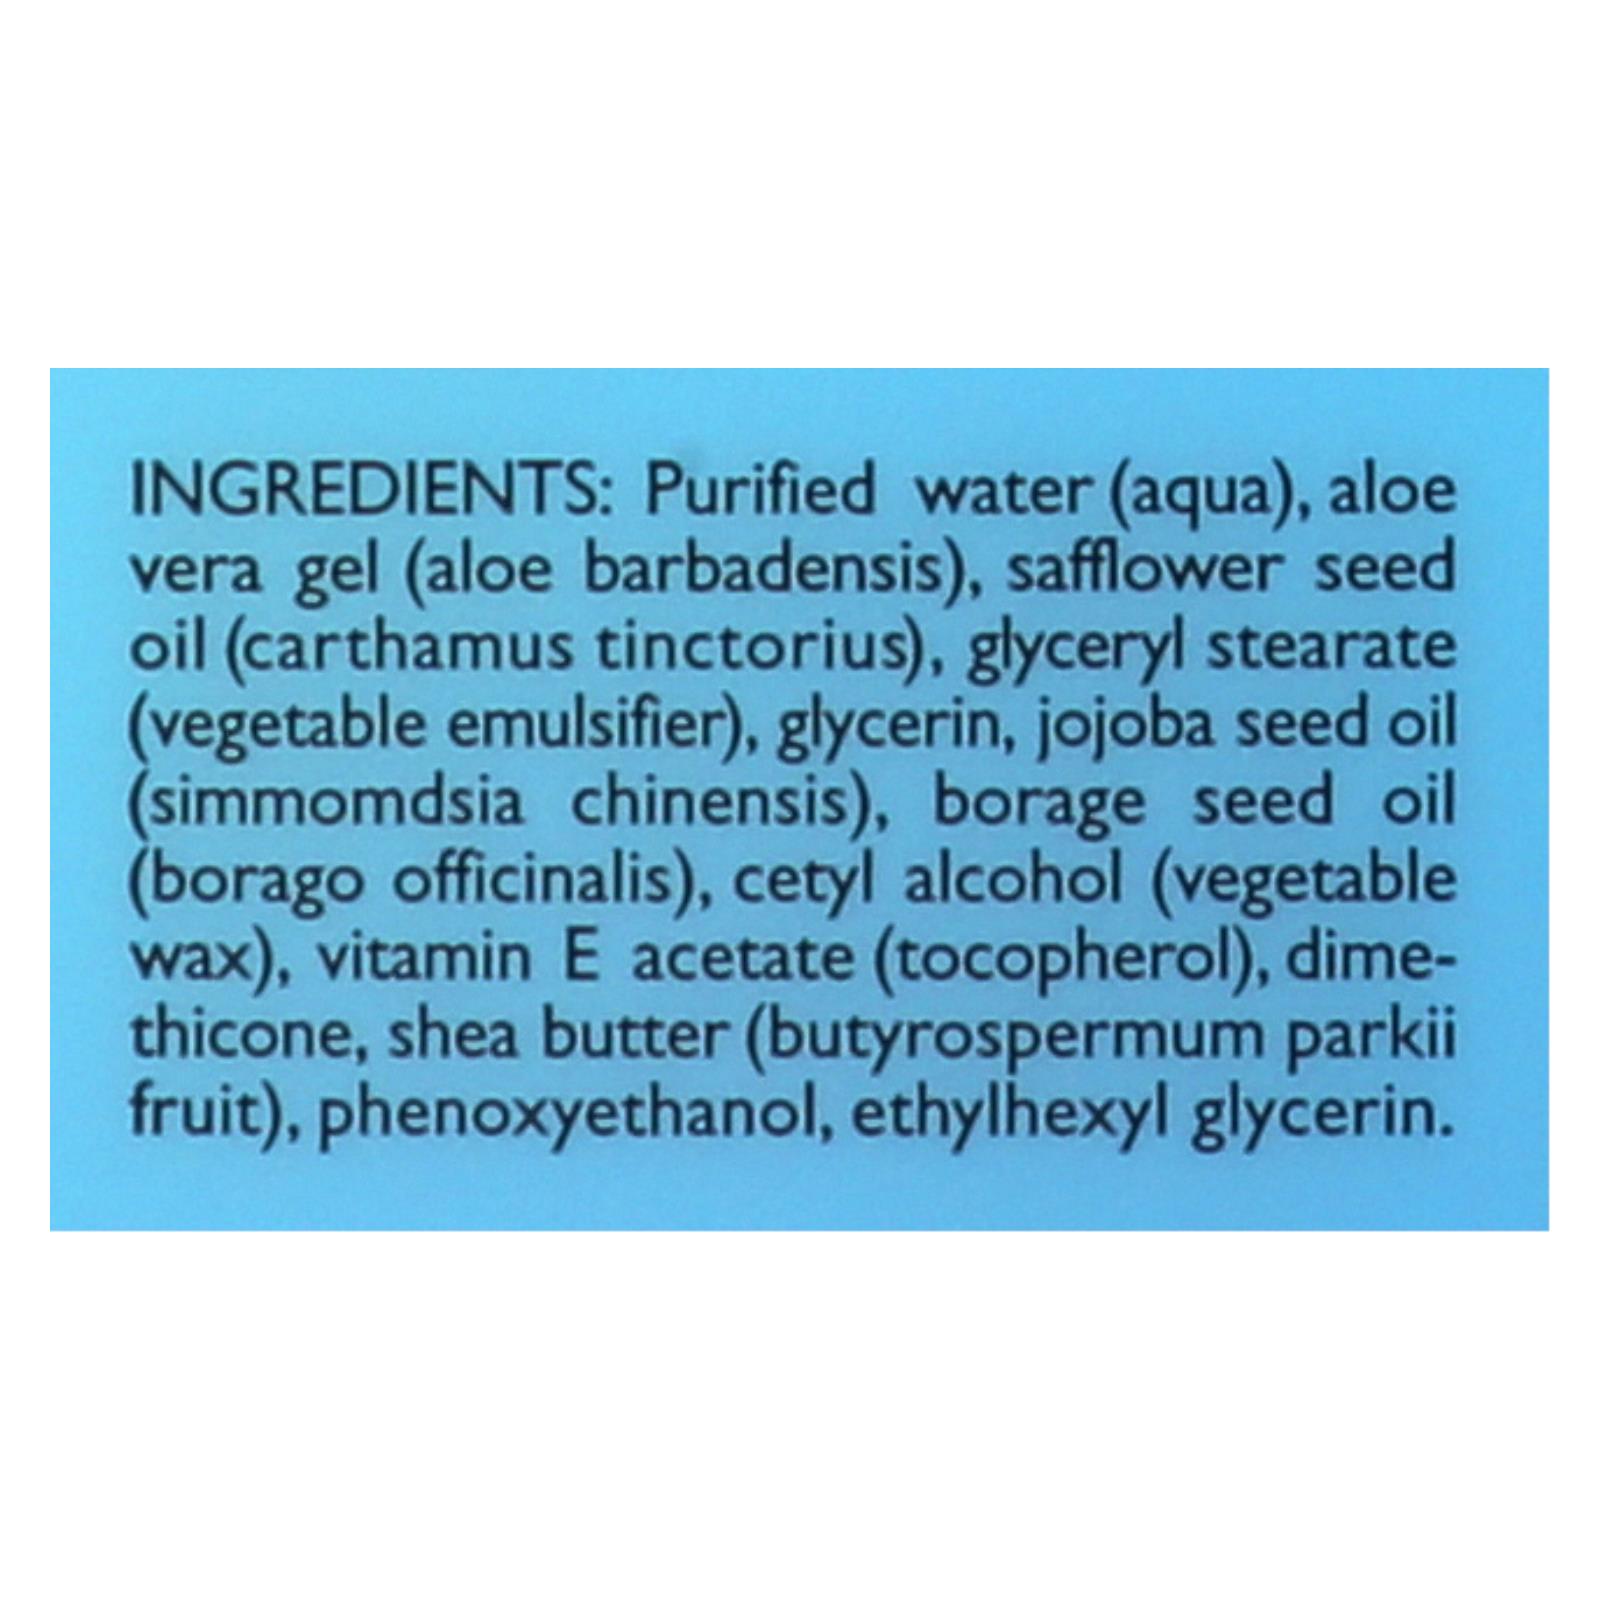 INGREDIENTS: Purified water (aqua), aloe
vera gel (aloe barbadensis), safflower seed
oil (carthamus tinctorius), glyceryl stearate
(vegetable emulsifier), glycerin, jojoba seed oil
(simmomdsia chinensis), borage seed oil
(borago officinalis), cetyl alcohol (vegetable
wax), vitamin E acetate (tocopherol), dime-
thicone, shea butter (butyrospermum parkii
fruit), phenoxyethanol, ethylhexyl glycerin.